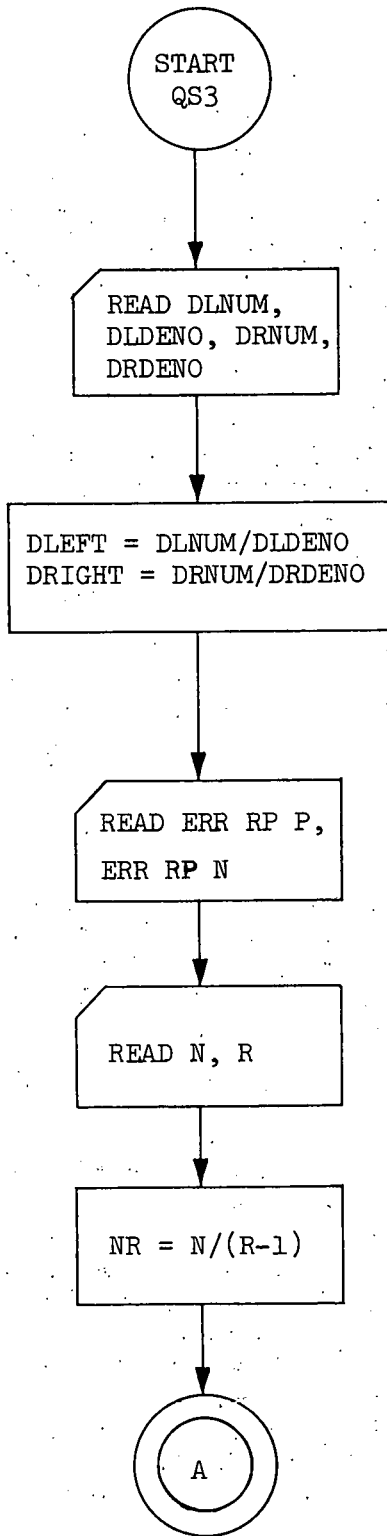 START
QS3
READ DLNUM,
DLDENO, DRNUM,
DRDENO
DLEFT = DLNUM/DLDENO
DRIGHT = DRNUM/DRDENO
READ ERR RP P,
ERR RP N
READ N, R
NR = N/(R-1)
A